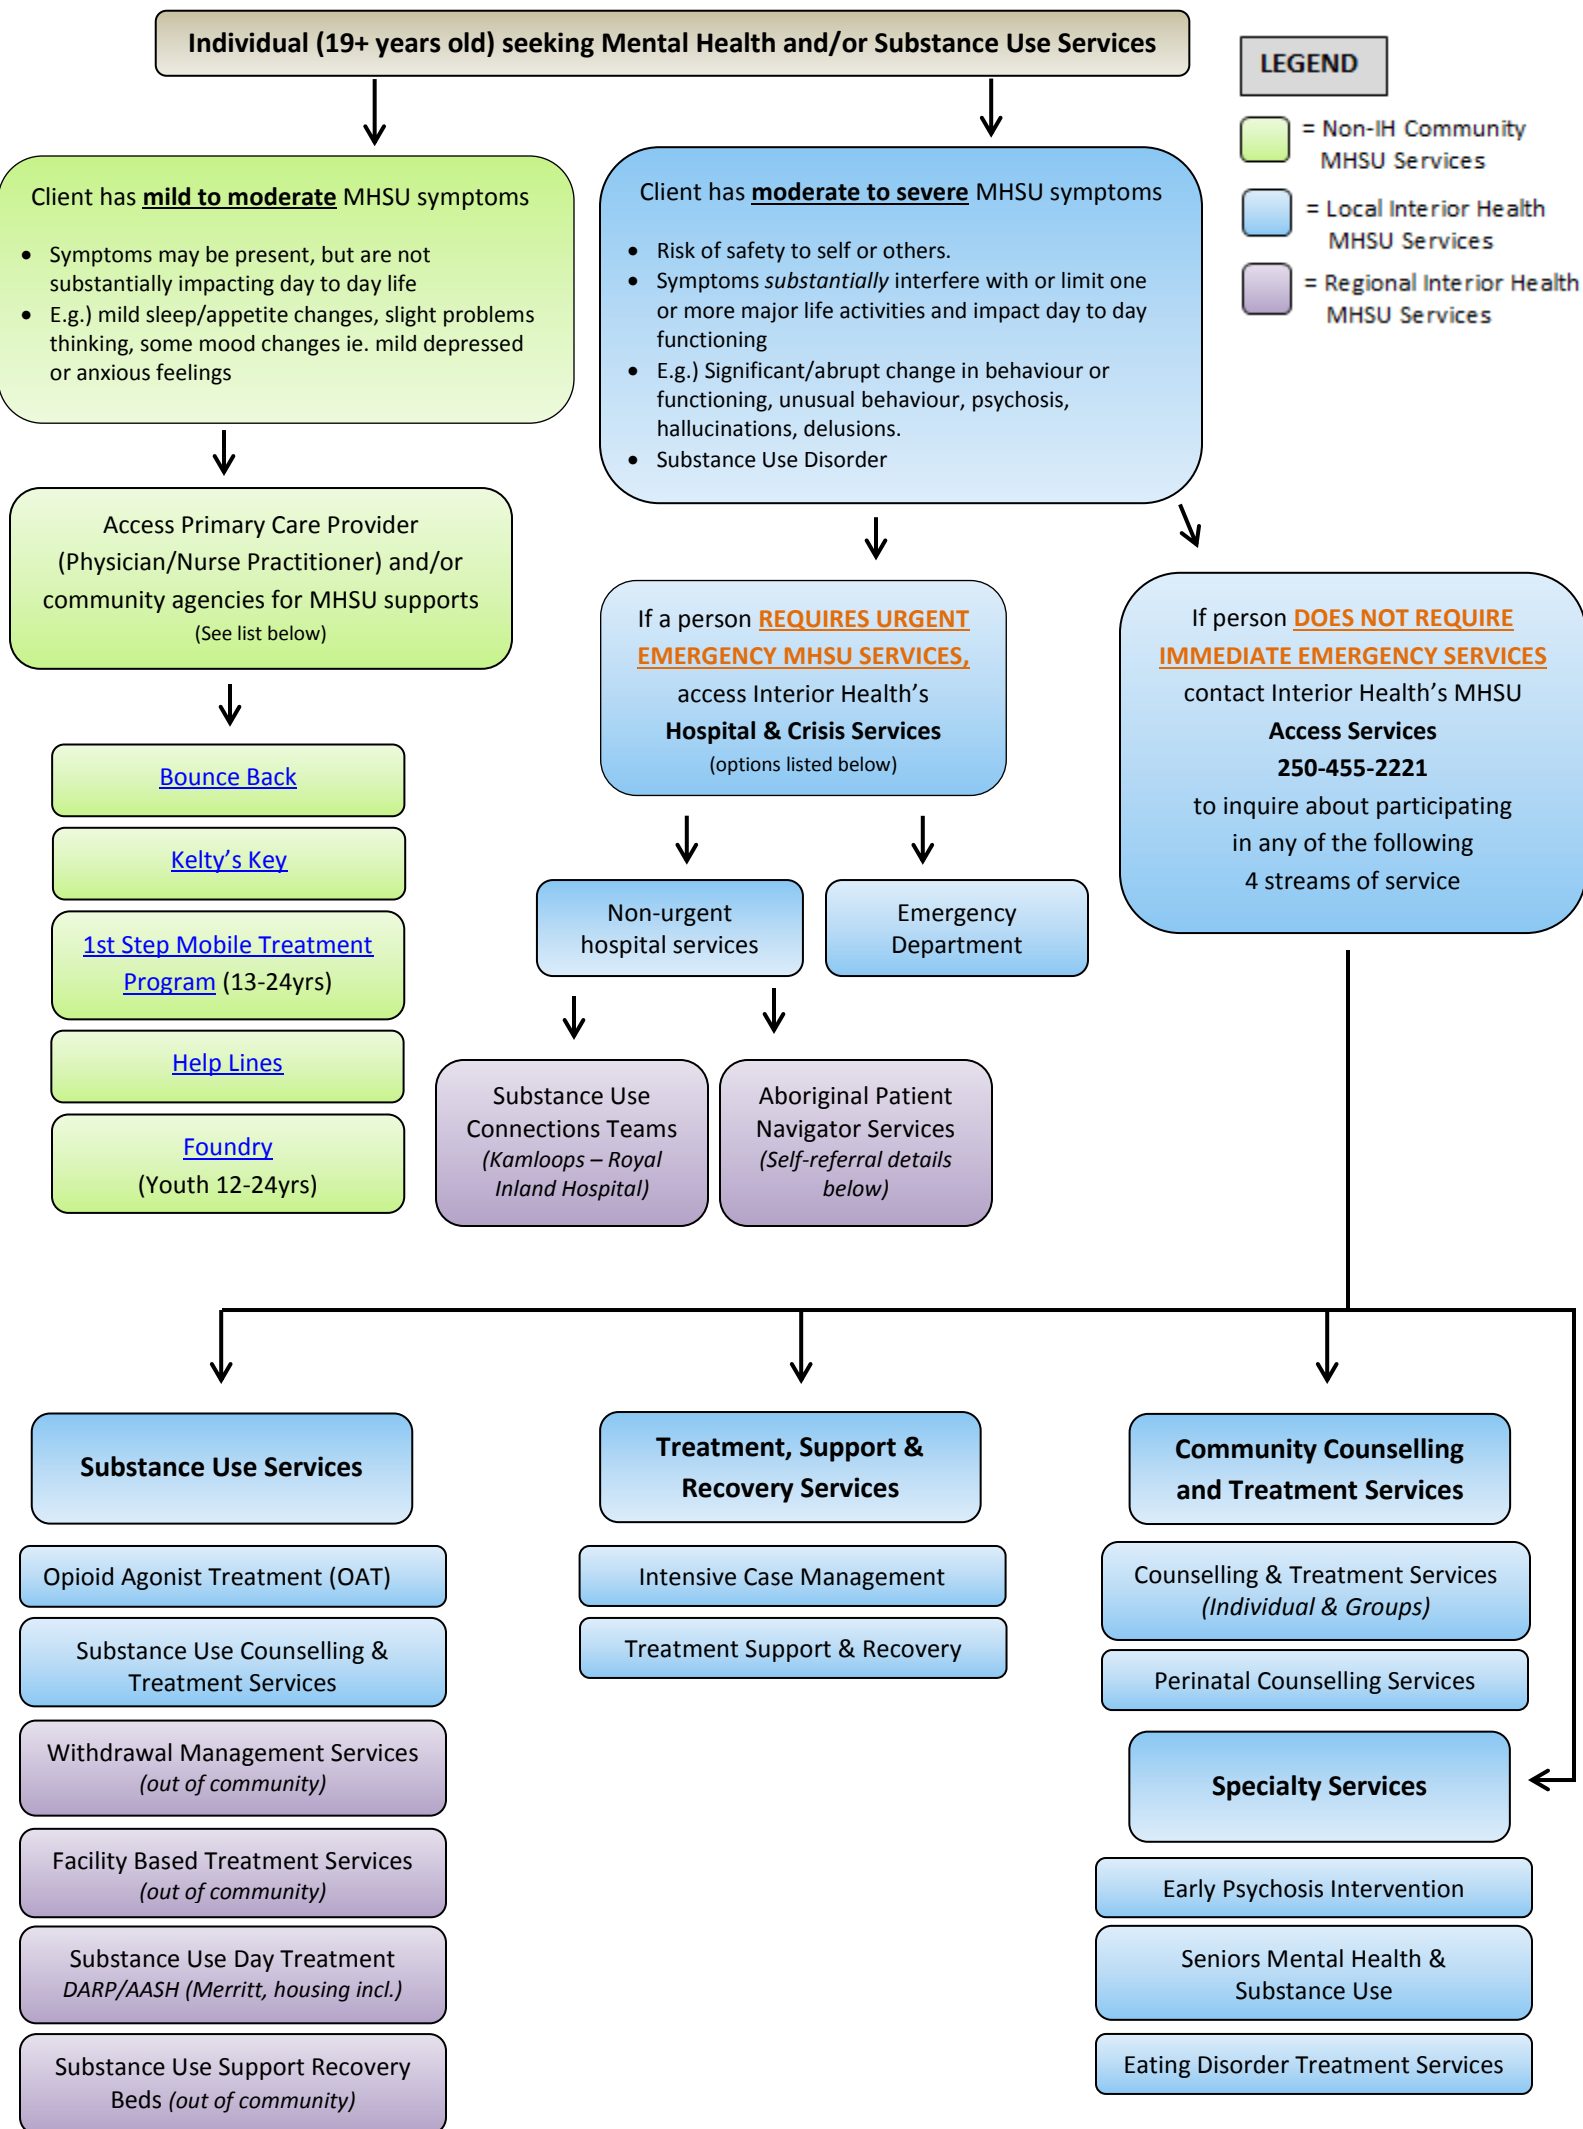 Individual (19+ years old) seeking Mental Health and/or Substance Use Services
LEGEND
= Non-IH Community
MHSU Services
= Local Interior Health
MHSU Services
= Regional Interior Health
MHSU Services
Client has mild to moderate MHSU symptoms
• Symptoms may be present, but are not
substantially impacting day to day life
• E.g.) mild sleep/appetite changes, slight problems
thinking, some mood changes ie. mild depressed
or anxious feelings
Client has moderate to severe MHSU symptoms
• Risk of safety to self or others.
• Symptoms substantially interfere with or limit one
or more major life activities and impact day to day
functioning
• E.g.) Significant/abrupt change in behaviour or
functioning, unusual behaviour, psychosis,
hallucinations, delusions.
• Substance Use Disorder
Access Primary Care Provider
(Physician/Nurse Practitioner) and/or
community agencies for MHSU supports
(See list below)
Bounce Back
Kelty's Key
1st Step Mobile Treatment
Program (13-24yrs)
Help Lines
Foundry
(Youth 12-24yrs)
If a person REQUIRES URGENT
EMERGENCY MHSU SERVICES,
access Interior Health's
Hospital & Crisis Services
(options listed below)
Non-urgent
hospital services
Emergency
Department
Substance Use
Connections Teams
(Kamloops – Royal
Inland Hospital)
Aboriginal Patient
Navigator Services
(Self-referral details
below)
If person DOES NOT REQUIRE
IMMEDIATE EMERGENCY SERVICES
contact Interior Health's MHSU
Access Services
250-455-2221
to inquire about participating
in any of the following
4 streams of service
Substance Use Services
Opioid Agonist Treatment (OAT)
Substance Use Counselling &
Treatment Services
Withdrawal Management Services
(out of community)
Facility Based Treatment Services
(out of community)
Substance Use Day Treatment
DARP/AASH (Merritt, housing incl.)
Substance Use Support Recovery
Beds (out of community)
Treatment, Support &
Recovery Services
Intensive Case Management
Treatment Support & Recovery
Community Counselling
and Treatment Services
Counselling & Treatment Services
(Individual & Groups)
Perinatal Counselling Services
Specialty Services
Early Psychosis Intervention
Seniors Mental Health &
Substance Use
Eating Disorder Treatment Services